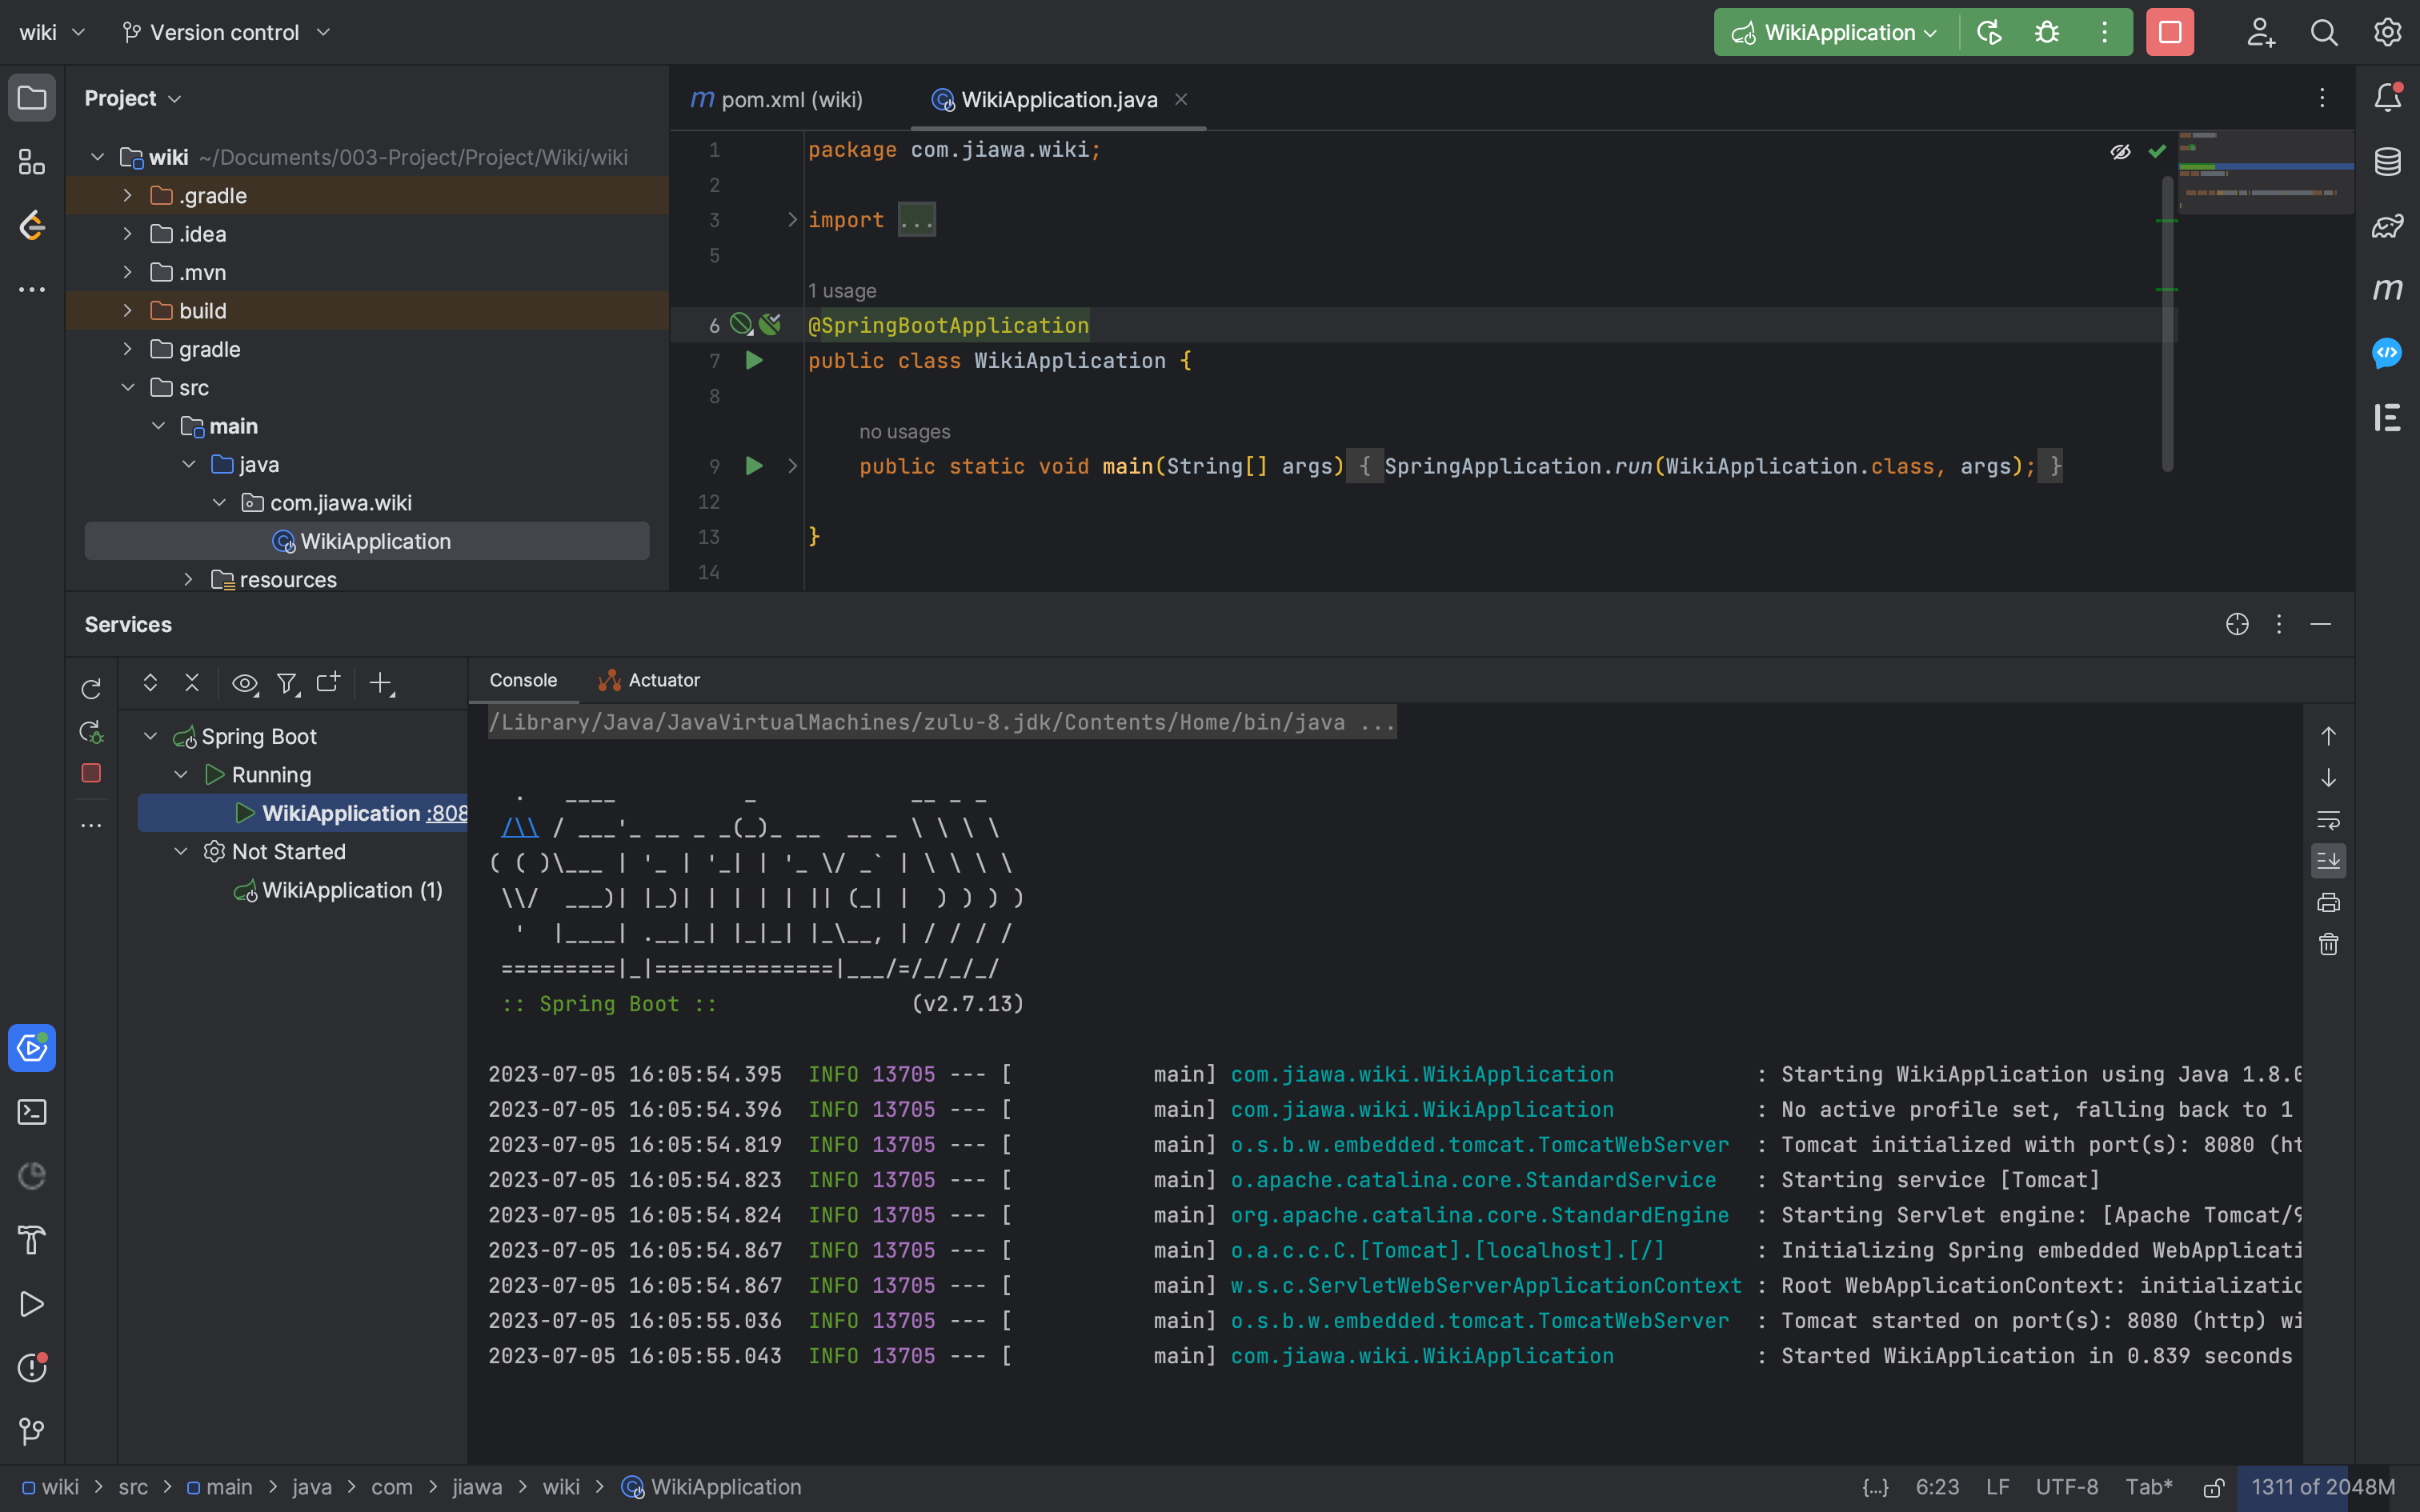 wiki
Version control
WikiApplication
Project
pom.xml (wiki)
WikiApplication.java
wiki ~/Documents/003-Project/Project/Wiki/wiki
.gradle
.idea
.mvn
build
gradle
src
main
java
com.jiawa.wiki
WikiApplication
resources
1 package com.jiawa.wiki;
2
3 import ...
5
1 usage
6 @SpringBootApplication
7 public class WikiApplication {
8
no usages
9 public static void main(String[] args) { SpringApplication.run(WikiApplication.class, args); }
12
13 }
14
Services
Console
Actuator
Spring Boot
Running
WikiApplication :808
Not Started
WikiApplication (1)
/Library/Java/JavaVirtualMachines/zulu-8.jdk/Contents/Home/bin/java ...
  .   ____          _            __ _ _
 /\\ / ___'_ __ _ _(_)_ __  __ _ \ \ \ \
( ( )\___ | '_ | '_| | '_ \/ _` | \ \ \ \
 \\/  ___)| |_)| | | | | || (_| |  ) ) ) )
  '  |____| .__|_| |_|_| |_\__, | / / / /
 =========|_|==============|___/=/_/_/_/
:: Spring Boot :: (v2.7.13)
2023-07-05 16:05:54.395 INFO 13705 --- [ main] com.jiawa.wiki.WikiApplication : Starting WikiApplication using Java 1.8.0
2023-07-05 16:05:54.396 INFO 13705 --- [ main] com.jiawa.wiki.WikiApplication : No active profile set, falling back to 1
2023-07-05 16:05:54.819 INFO 13705 --- [ main] o.s.b.w.embedded.tomcat.TomcatWebServer : Tomcat initialized with port(s): 8080 (ht
2023-07-05 16:05:54.823 INFO 13705 --- [ main] o.apache.catalina.core.StandardService : Starting service [Tomcat]
2023-07-05 16:05:54.824 INFO 13705 --- [ main] org.apache.catalina.core.StandardEngine : Starting Servlet engine: [Apache Tomcat/9
2023-07-05 16:05:54.867 INFO 13705 --- [ main] o.a.c.c.C.[Tomcat].[localhost].[/] : Initializing Spring embedded WebApplicati
2023-07-05 16:05:54.867 INFO 13705 --- [ main] w.s.c.ServletWebServerApplicationContext : Root WebApplicationContext: initializatio
2023-07-05 16:05:55.036 INFO 13705 --- [ main] o.s.b.w.embedded.tomcat.TomcatWebServer : Tomcat started on port(s): 8080 (http) wi
2023-07-05 16:05:55.043 INFO 13705 --- [ main] com.jiawa.wiki.WikiApplication : Started WikiApplication in 0.839 seconds
wiki > src > main > java > com > jiawa > wiki > WikiApplication
{...} 6:23 LF UTF-8 Tab* 1311 of 2048M